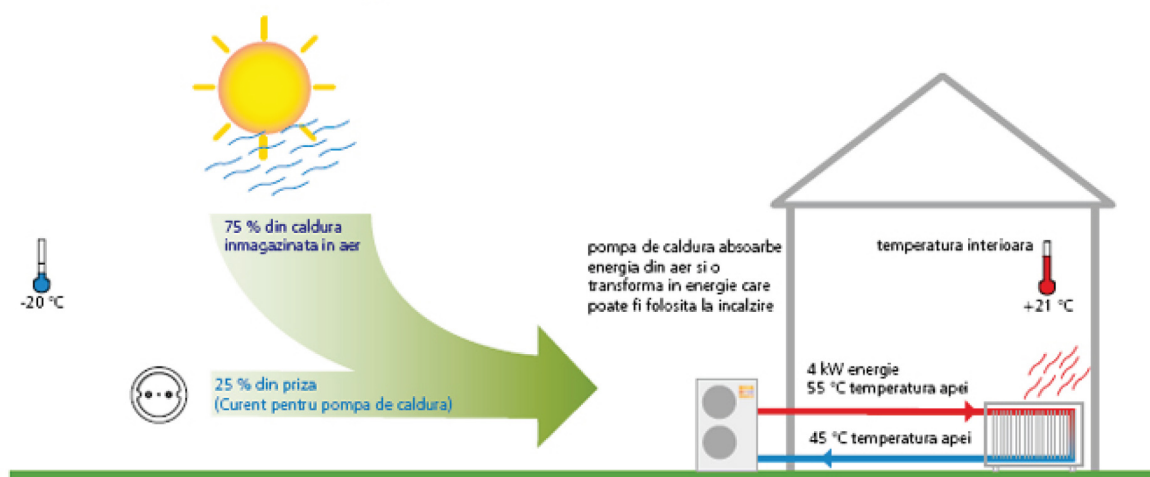 75 % din caldura
inmagazinata in aer
-20 °C
25 % din priza
(Curent pentru pompa de caldura)
pompa de caldura absoarbe
energia din aer si o
transforma in energie care
poate fi folosita la incalzire
temperatura interioara
+21 °C
4 kW energie
55 °C temperatura apei
45 °C temperatura apei